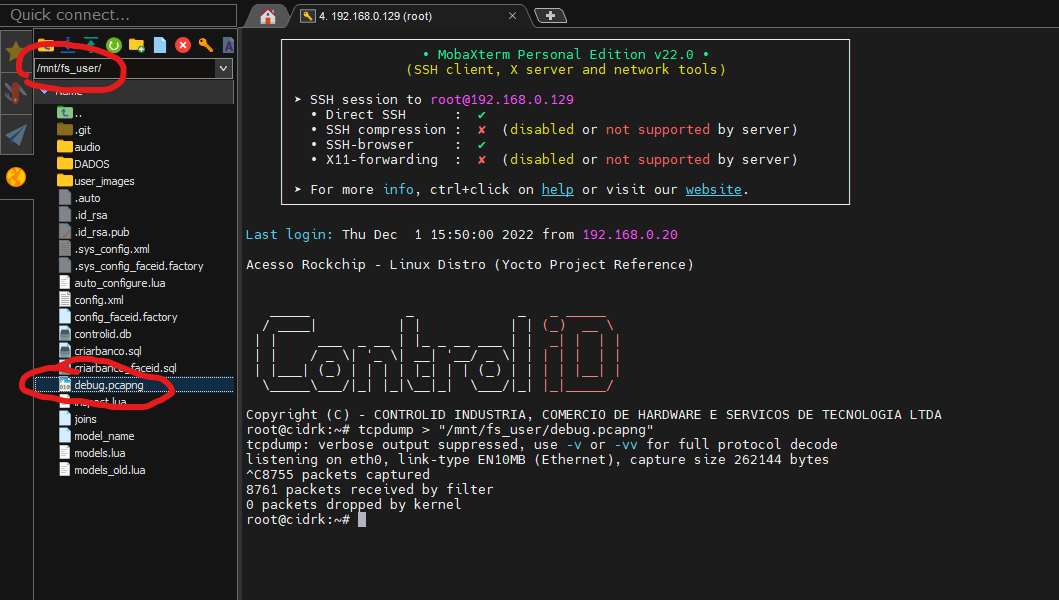 Quick connect...
4. 192.168.0.129 (root)
/mnt/fs_user/
Name
..
.git
audio
DADOS
user_images
.auto
.id_rsa
.id_rsa.pub
.sys_config.xml
.sys_config_faceid.factory
auto_configure.lua
config.xml
config_faceid.factory
controlid.db
criarbanco.sql
criarbanco_faceid.sql
debug.pcapng
inspect.lua
joins
model_name
models.lua
models_old.lua
• MobaXterm Personal Edition v22.0 •
(SSH client, X server and network tools)
➤ SSH session to root@192.168.0.129
• Direct SSH : ✔
• SSH compression : ✘ (disabled or not supported by server)
• SSH-browser : ✔
• X11-forwarding : ✘ (disabled or not supported by server)
➤ For more info, ctrl+click on help or visit our website.
Last login: Thu Dec 1 15:50:00 2022 from 192.168.0.20
Acesso Rockchip - Linux Distro (Yocto Project Reference)
Control iD
Copyright (C) - CONTROLID INDUSTRIA, COMERCIO DE HARDWARE E SERVICOS DE TECNOLOGIA LTDA
root@cidrk:~# tcpdump > "/mnt/fs_user/debug.pcapng"
tcpdump: verbose output suppressed, use -v or -vv for full protocol decode
listening on eth0, link-type EN10MB (Ethernet), capture size 262144 bytes
^C8755 packets captured
8761 packets received by filter
0 packets dropped by kernel
root@cidrk:~#